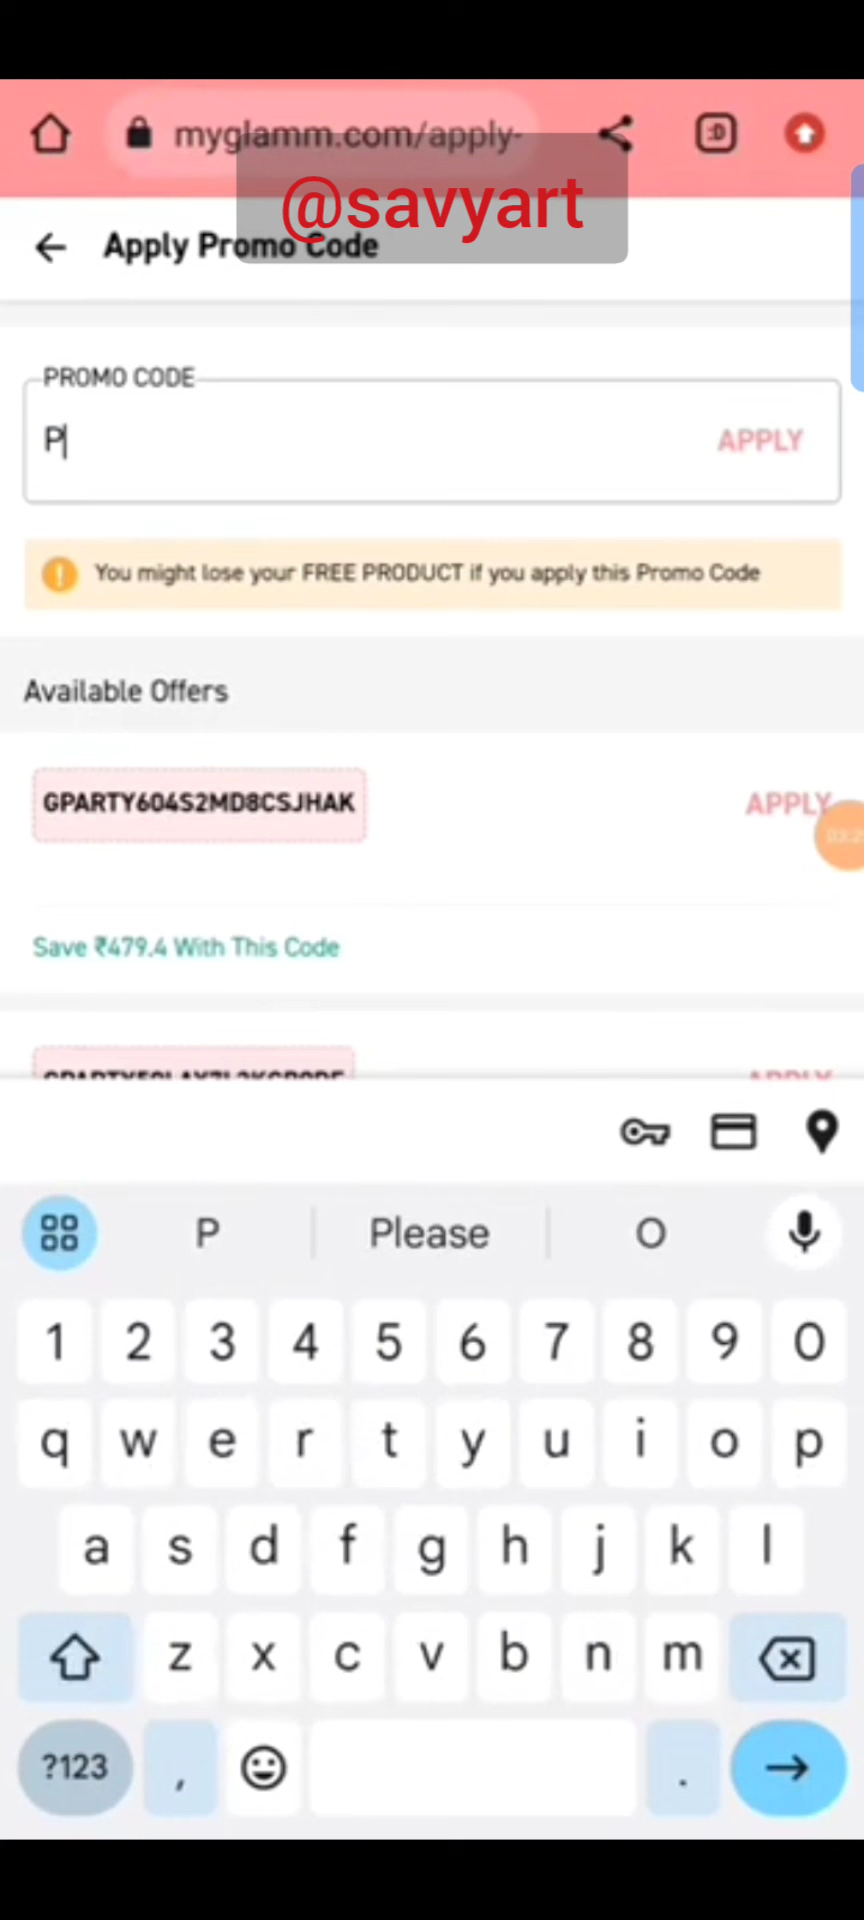 myglamm.com/apply-
:D
@savyart
Apply Promo Code
PROMO CODE
P
APPLY
You might lose your FREE PRODUCT if you apply this Promo Code
Available Offers
GPARTY604S2MD8CSJHAK
APPLY
Save ₹479.4 With This Code
APPLY
P Please O
1 2 3 4 5 6 7 8 9 0
q w e r t y u i o p
a s d f g h j k l
z x c v b n m
?123 , .